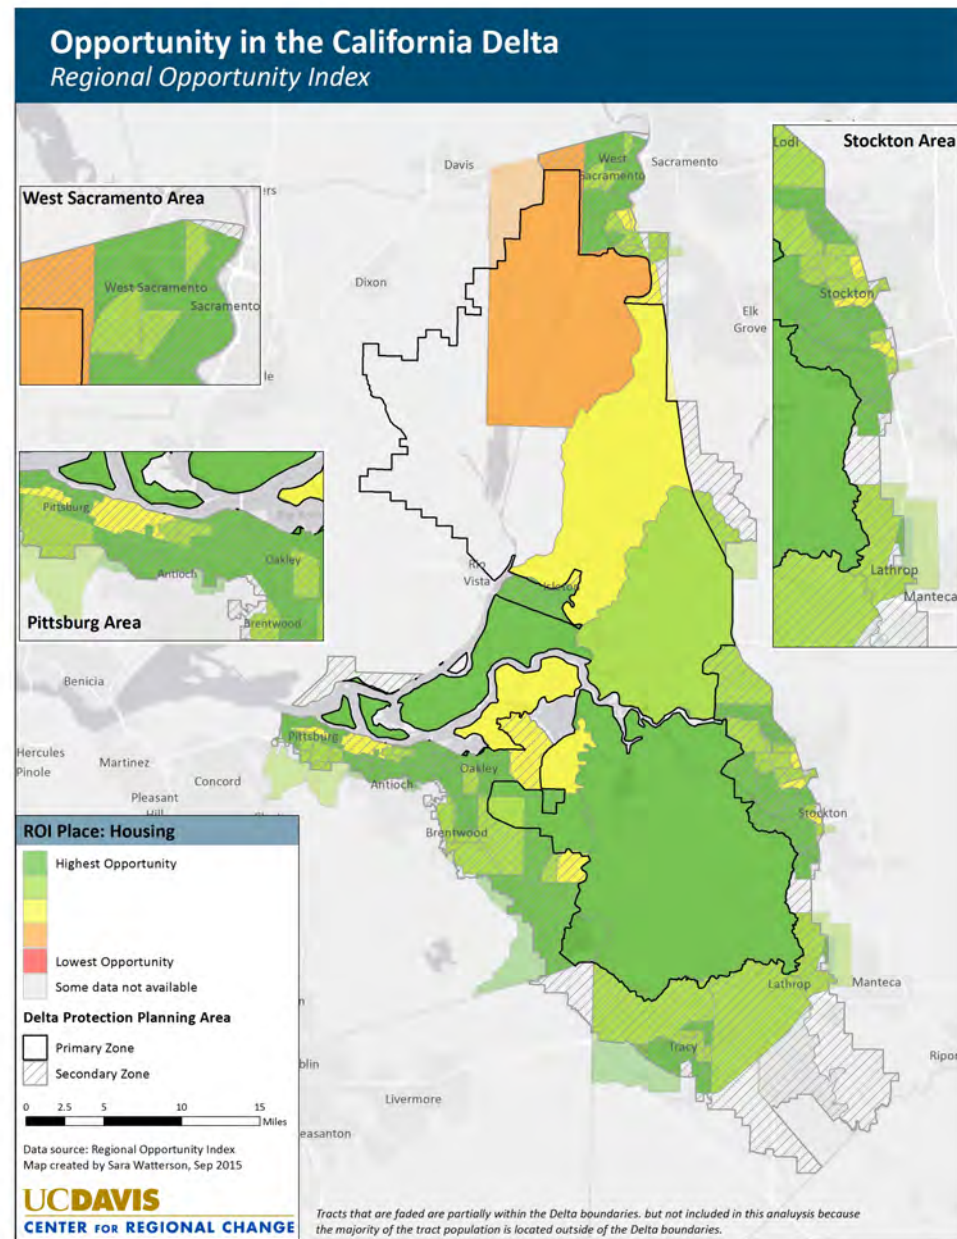 Opportunity in the California Delta
Regional Opportunity Index
Lodi
Stockton Area
Davis
West
Sacramento
Sacramento
West Sacramento Area
West Sacramento
Sacramento
Dixon
Elk
Grove
Stockton
Pittsburg
Antioch
Oakley
Brentwood
Pittsburg Area
Rio
Vista
Isleton
Lathrop
Manteca
Benicia
Hercules
Pinole
Martinez
Concord
Pleasant
Pittsburg
Antioch
Oakley
Brentwood
Stockton
ROI Place: Housing
Highest Opportunity
Lowest Opportunity
Some data not available
Delta Protection Planning Area
Primary Zone
Secondary Zone
0 2.5 5 10 15
Miles
Lathrop
Manteca
Tracy
Ripon
Livermore
Data source: Regional Opportunity Index
Map created by Sara Watterson, Sep 2015
UCDAVIS
CENTER FOR REGIONAL CHANGE
Tracts that are faded are partially within the Delta boundaries. but not included in this analuysis because
the majority of the tract population is located outside of the Delta boundaries.